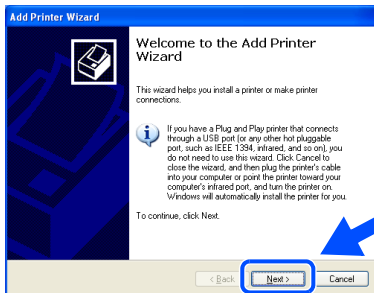 Add Printer Wizard
Welcome to the Add Printer
Wizard
This wizard helps you install a printer or make printer
connections.
If you have a Plug and Play printer that connects
through a USB port (or any other hot pluggable
port, such as IEEE 1394, infrared, and so on), you
do not need to use this wizard. Click Cancel to
close the wizard, and then plug the printer's cable
into your computer or point the printer toward your
computer's infrared port, and turn the printer on.
Windows will automatically install the printer for you.
To continue, click Next.
< Back
Next >
Cancel